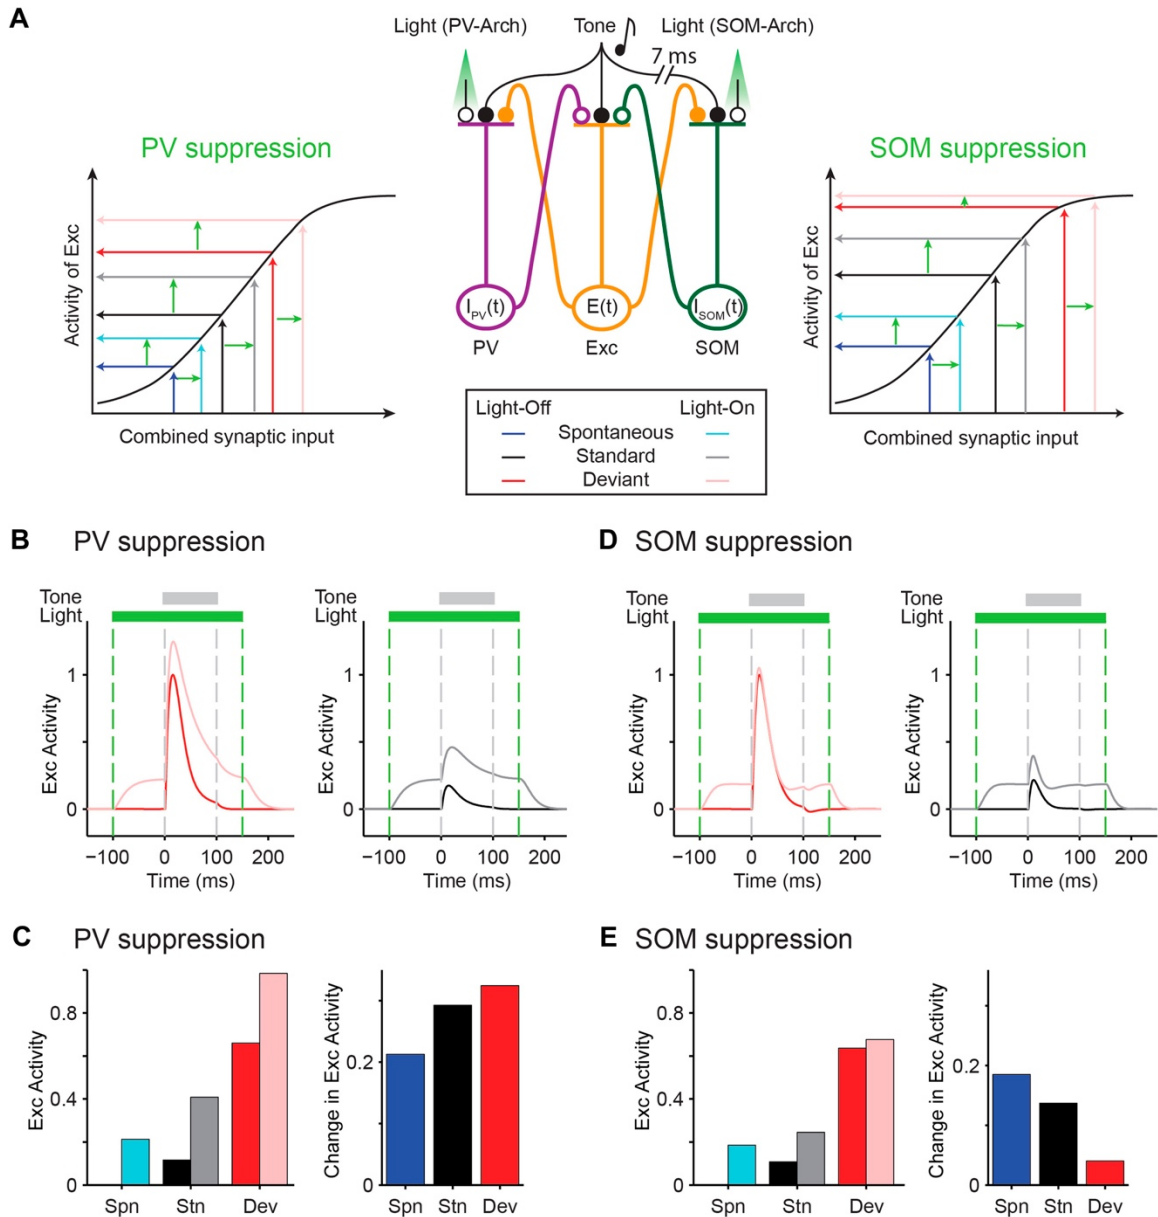 A
Light (PV-Arch)
Tone
Light (SOM-Arch)
7 ms
PV suppression
Activity of Exc
Combined synaptic input
I_PV(t)
E(t)
I_SOM(t)
PV
Exc
SOM
SOM suppression
Activity of Exc
Combined synaptic input
Light-Off
Light-On
Spontaneous
Standard
Deviant
B PV suppression
Tone
Light
Exc Activity
1
0
−100 0 100 200
Time (ms)
Tone
Light
Exc Activity
1
0
−100 0 100 200
Time (ms)
D SOM suppression
Tone
Light
Exc Activity
1
0
−100 0 100 200
Time (ms)
Tone
Light
Exc Activity
1
0
−100 0 100 200
Time (ms)
C PV suppression
Exc Activity
0.8
0.4
0
Spn Stn Dev
Change in Exc Activity
0.2
0
Spn Stn Dev
E SOM suppression
Exc Activity
0.8
0.4
0
Spn Stn Dev
Change in Exc Activity
0.2
0
Spn Stn Dev